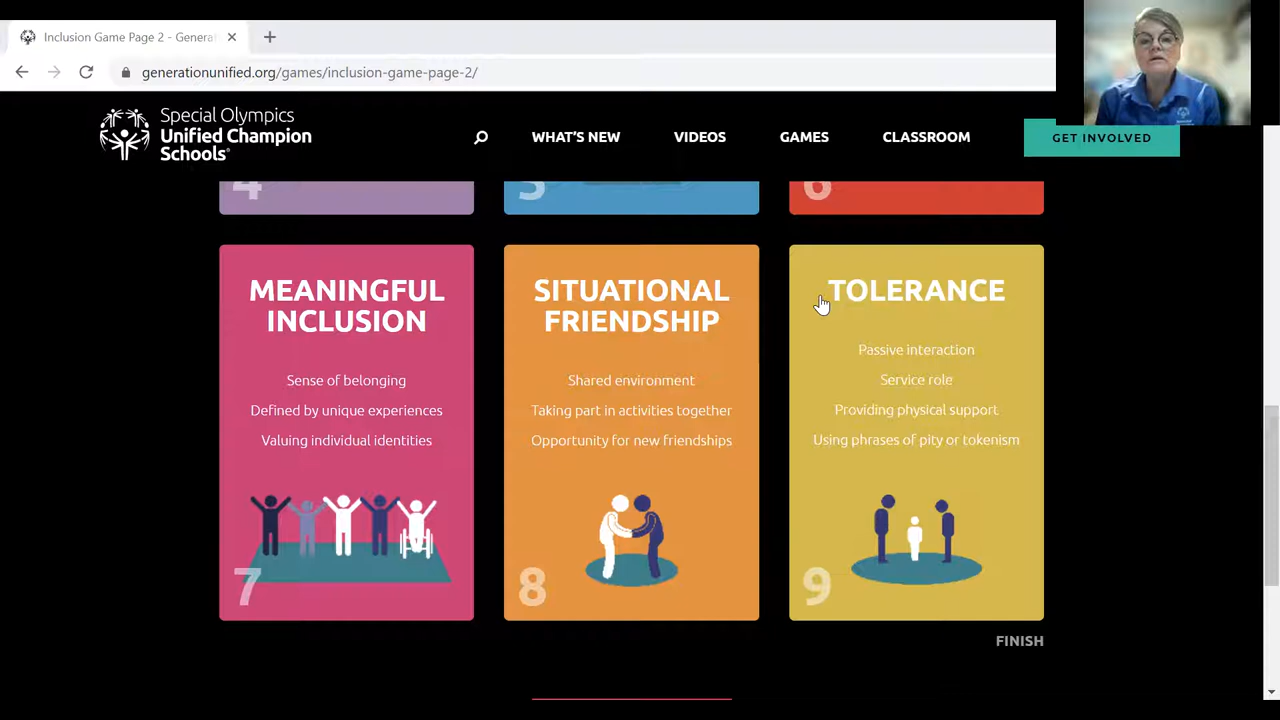 Inclusion Game Page 2 - Genera
generationunified.org/games/inclusion-game-page-2/
Special Olympics
Unified Champion
Schools
WHAT'S NEW
VIDEOS
GAMES
CLASSROOM
GET INVOLVED
4
5
6
MEANINGFUL
INCLUSION
Sense of belonging
Defined by unique experiences
Valuing individual identities
7
SITUATIONAL
FRIENDSHIP
Shared environment
Taking part in activities together
Opportunity for new friendships
8
TOLERANCE
Passive interaction
Service role
Providing physical support
Using phrases of pity or tokenism
9
FINISH